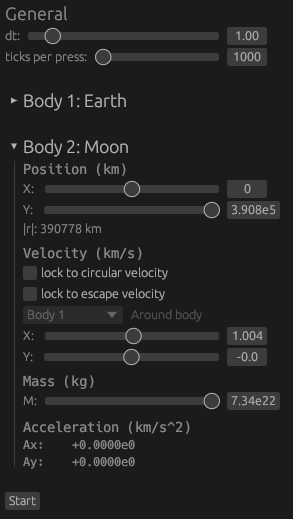 General
dt: 1.00
ticks per press: 1000
▸ Body 1: Earth
▾ Body 2: Moon
Position (km)
X: 0
Y: 3.908e5
|r|: 390778 km
Velocity (km/s)
lock to circular velocity
lock to escape velocity
Body 1 ▼ Around body
X: 1.004
Y: -0.0
Mass (kg)
M: 7.34e22
Acceleration (km/s^2)
Ax: +0.0000e0
Ay: +0.0000e0
Start